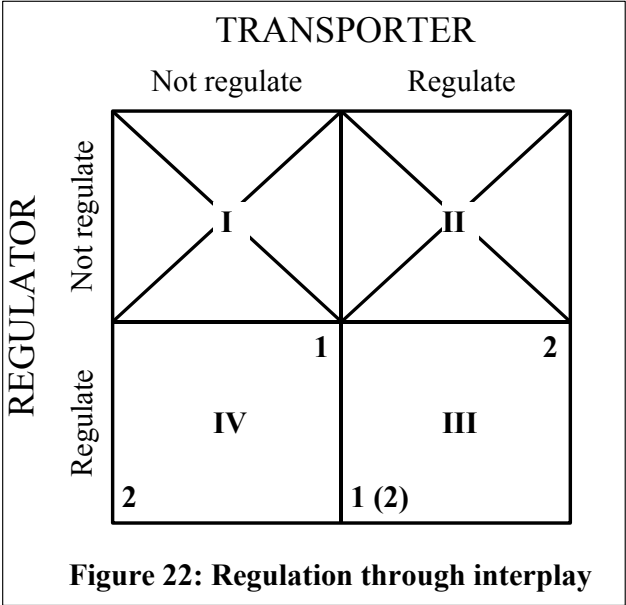 TRANSPORTER
Not regulate Regulate
REGULATOR
Not regulate
I II
Regulate
1 2
IV III
2 1 (2)
Figure 22: Regulation through interplay